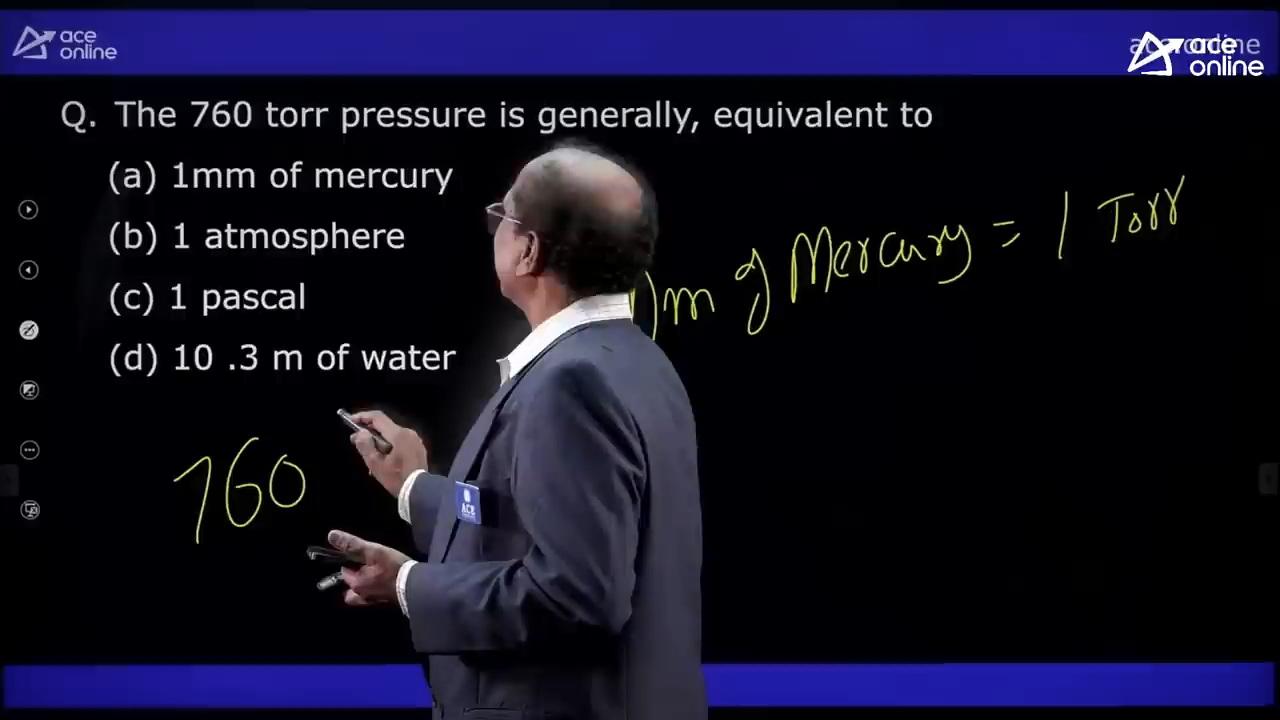 ace
online
ace
online
Q. The 760 torr pressure is generally, equivalent to
(a) 1mm of mercury
(b) 1 atmosphere
(c) 1 pascal
(d) 10 .3 m of water
m of Mercury = 1 Torr
760
ACE